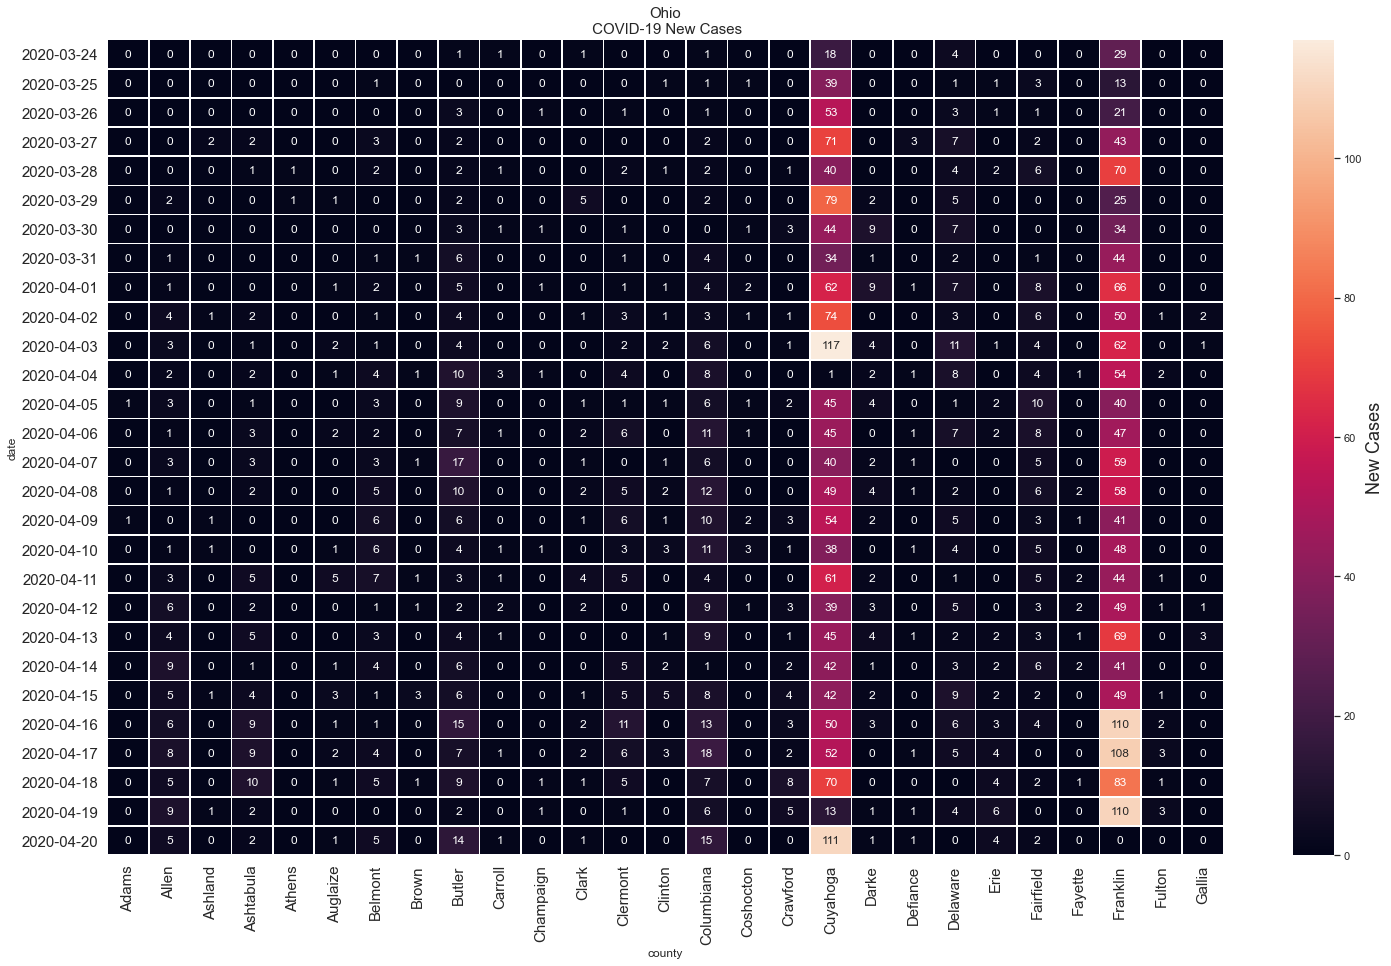 Ohio
COVID-19 New Cases
2020-03-24 0 0 0 0 0 0 0 0 1 1 0 1 0 0 1 0 0 18 0 0 4 0 0 0 29 0 0
2020-03-25 0 0 0 0 0 0 1 0 0 0 0 0 0 1 1 1 0 39 0 0 1 1 3 0 13 0 0
2020-03-26 0 0 0 0 0 0 0 0 3 0 1 0 1 0 1 0 0 53 0 0 3 1 1 0 21 0 0
2020-03-27 0 0 2 2 0 0 3 0 2 0 0 0 0 0 2 0 0 71 0 3 7 0 2 0 43 0 0
2020-03-28 0 0 0 1 1 0 2 0 2 1 0 0 2 1 2 0 1 40 0 0 4 2 6 0 70 0 0
2020-03-29 0 2 0 0 1 1 0 0 2 0 0 5 0 0 2 0 0 79 2 0 5 0 0 0 25 0 0
2020-03-30 0 0 0 0 0 0 0 0 3 1 1 0 1 0 0 1 3 44 9 0 7 0 0 0 34 0 0
2020-03-31 0 1 0 0 0 0 1 1 6 0 0 0 1 0 4 0 0 34 1 0 2 0 1 0 44 0 0
2020-04-01 0 1 0 0 0 1 2 0 5 0 1 0 1 1 4 2 0 62 9 1 7 0 8 0 66 0 0
2020-04-02 0 4 1 2 0 0 1 0 4 0 0 1 3 1 3 1 1 74 0 0 3 0 6 0 50 1 2
2020-04-03 0 3 0 1 0 2 1 0 4 0 0 0 2 2 6 0 1 117 4 0 11 1 4 0 62 0 1
2020-04-04 0 2 0 2 0 1 4 1 10 3 1 0 4 0 8 0 0 1 2 1 8 0 4 1 54 2 0
2020-04-05 1 3 0 1 0 0 3 0 9 0 0 1 1 1 6 1 2 45 4 0 1 2 10 0 40 0 0
2020-04-06 0 1 0 3 0 2 2 0 7 1 0 2 6 0 11 1 0 45 0 1 7 2 8 0 47 0 0
2020-04-07 0 3 0 3 0 0 3 1 17 0 0 1 0 1 6 0 0 40 2 1 0 0 5 0 59 0 0
2020-04-08 0 1 0 2 0 0 5 0 10 0 0 2 5 2 12 0 0 49 4 1 2 0 6 2 58 0 0
2020-04-09 1 0 1 0 0 0 6 0 6 0 0 1 6 1 10 2 3 54 2 0 5 0 3 1 41 0 0
2020-04-10 0 1 1 0 0 1 6 0 4 1 1 0 3 3 11 3 1 38 0 1 4 0 5 0 48 0 0
2020-04-11 0 3 0 5 0 5 7 1 3 1 0 4 5 0 4 0 0 61 2 0 1 0 5 2 44 1 0
2020-04-12 0 6 0 2 0 0 1 1 2 2 0 2 0 0 9 1 3 39 3 0 5 0 3 2 49 1 1
2020-04-13 0 4 0 5 0 0 3 0 4 1 0 0 0 1 9 0 1 45 4 1 2 2 3 1 69 0 3
2020-04-14 0 9 0 1 0 1 4 0 6 0 0 0 5 2 1 0 2 42 1 0 3 2 6 2 41 0 0
2020-04-15 0 5 1 4 0 3 1 3 6 0 0 1 5 5 8 0 4 42 2 0 9 2 2 0 49 1 0
2020-04-16 0 6 0 9 0 1 1 0 15 0 0 2 11 0 13 0 3 50 3 0 6 3 4 0 110 2 0
2020-04-17 0 8 0 9 0 2 4 0 7 1 0 2 6 3 18 0 2 52 0 1 5 4 0 0 108 3 0
2020-04-18 0 5 0 10 0 1 5 1 9 0 1 1 5 0 7 0 8 70 0 0 0 4 2 1 83 1 0
2020-04-19 0 9 1 2 0 0 0 0 2 0 1 0 1 0 6 0 5 13 1 1 4 6 0 0 110 3 0
2020-04-20 0 5 0 2 0 1 5 0 14 1 0 1 0 0 15 0 0 111 1 1 0 4 2 0 0 0 0
date
Adams Allen Ashland Ashtabula Athens Auglaize Belmont Brown Butler Carroll Champaign Clark Clermont Clinton Columbiana Coshocton Crawford Cuyahoga Darke Defiance Delaware Erie Fairfield Fayette Franklin Fulton Gallia
county
100
80
60
40
20
0
New Cases